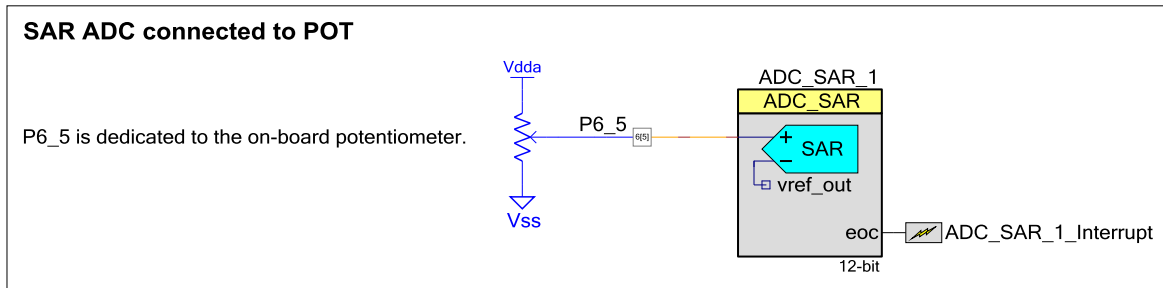 SAR ADC connected to POT
Vdda
ADC_SAR_1
ADC_SAR
P6_5 is dedicated to the on-board potentiometer.
P6_5
6[5]
+
SAR
−
vref_out
Vss
eoc
ADC_SAR_1_Interrupt
12-bit